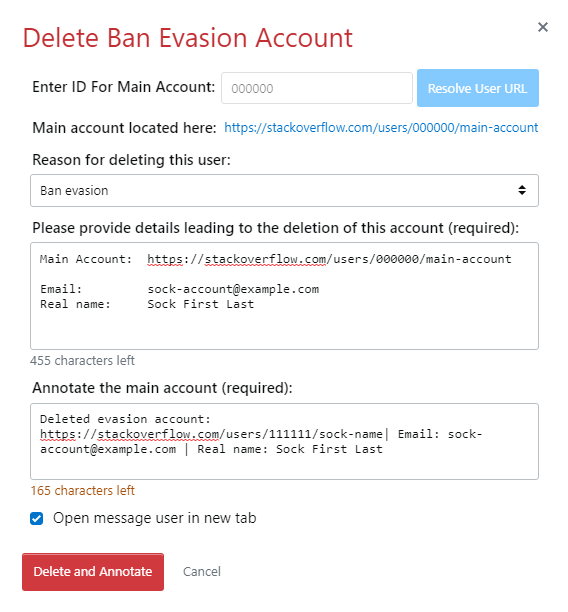 Delete Ban Evasion Account
Enter ID For Main Account: 000000 Resolve User URL
Main account located here: https://stackoverflow.com/users/000000/main-account
Reason for deleting this user:
Ban evasion
Please provide details leading to the deletion of this account (required):
Main Account: https://stackoverflow.com/users/000000/main-account
Email: sock-account@example.com
Real name: Sock First Last
455 characters left
Annotate the main account (required):
Deleted evasion account:
https://stackoverflow.com/users/111111/sock-name| Email: sock-
account@example.com | Real name: Sock First Last
165 characters left
Open message user in new tab
Delete and Annotate Cancel